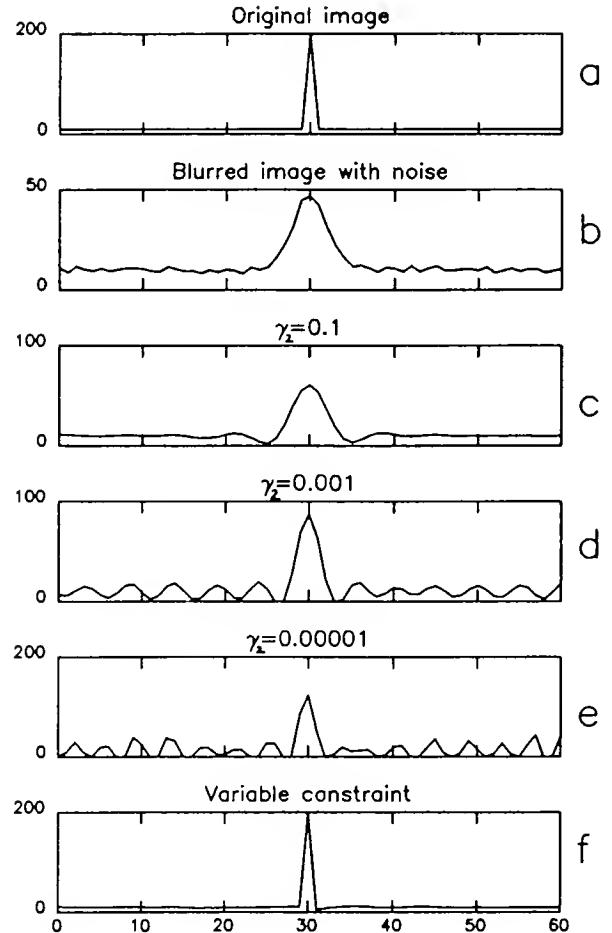 Original image
200
0
a
Blurred image with noise
50
0
b
γ₂=0.1
100
0
c
γ₂=0.001
100
0
d
γ₂=0.00001
200
0
e
Variable constraint
200
0
f
0 10 20 30 40 50 60